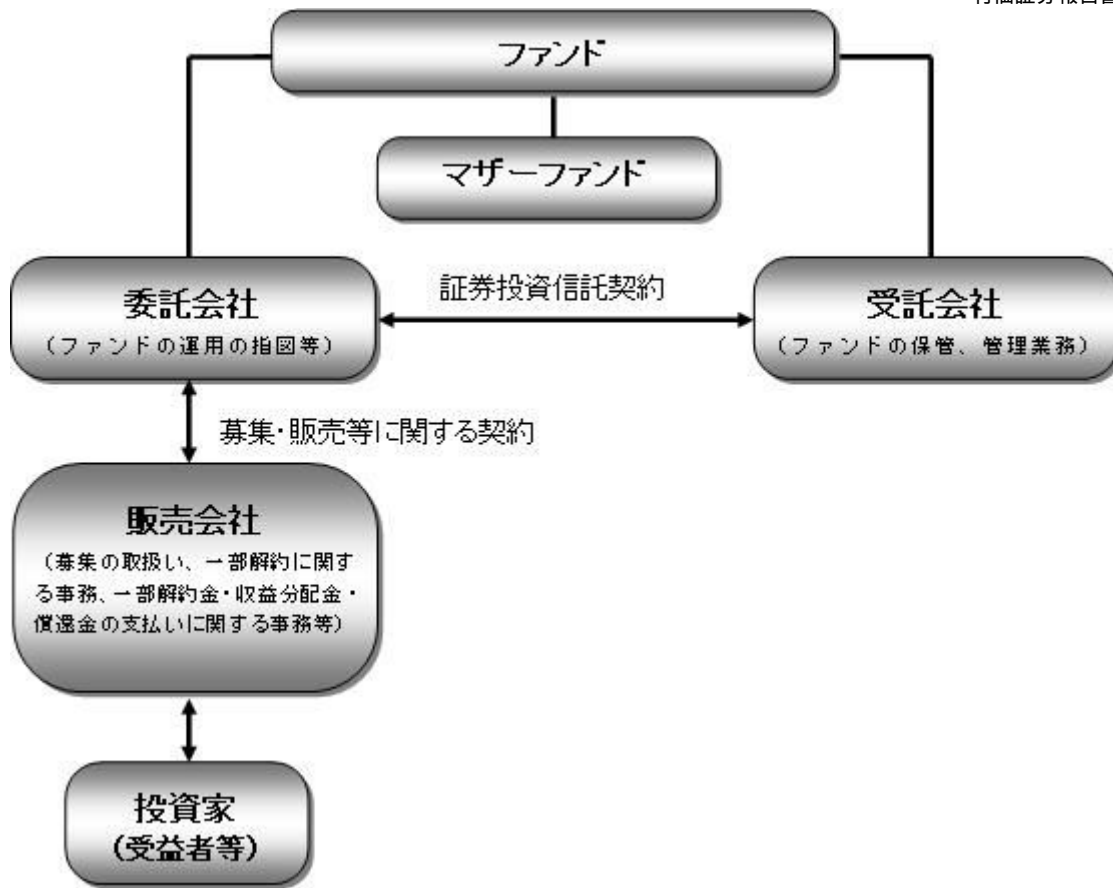 ファンド
マザーファンド
委託会社
（ファンドの運用の指図等）
証券投資信託契約
受託会社
（ファンドの保管、管理業務）
募集・販売等に関する契約
販売会社
（募集の取扱い、一部解約に関す
る事務、一部解約金・収益分配金・
償還金の支払いに関する事務等）
投資家
（受益者等）